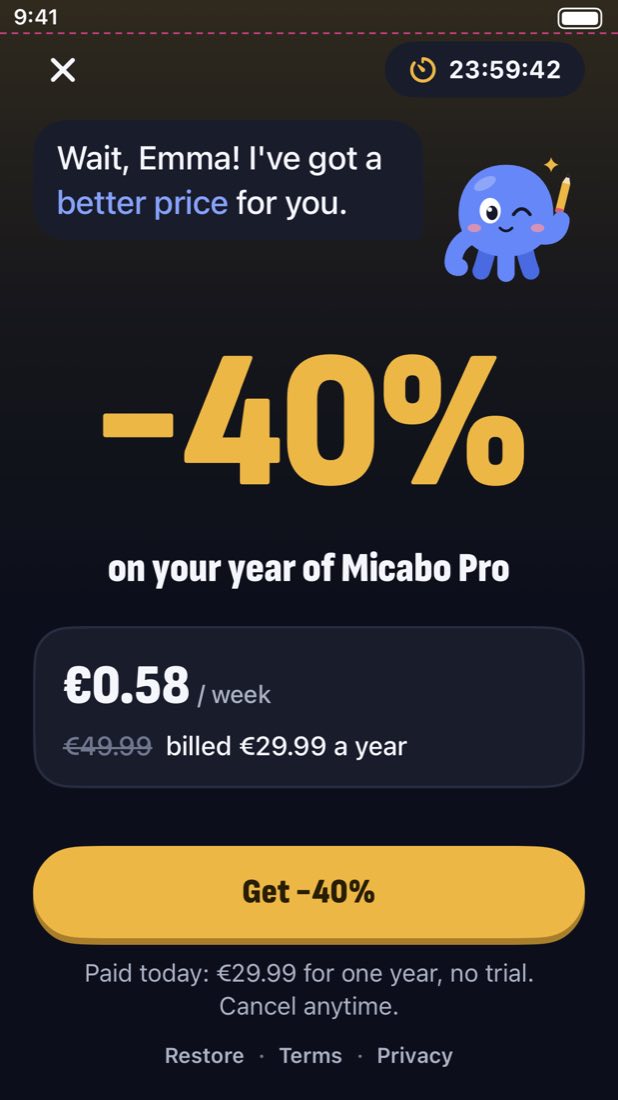 9:41
23:59:42
Wait, Emma! I've got a
better price for you.
−40%
on your year of Micabo Pro
€0.58 / week
€49.99 billed €29.99 a year
Get −40%
Paid today: €29.99 for one year, no trial.
Cancel anytime.
Restore · Terms · Privacy